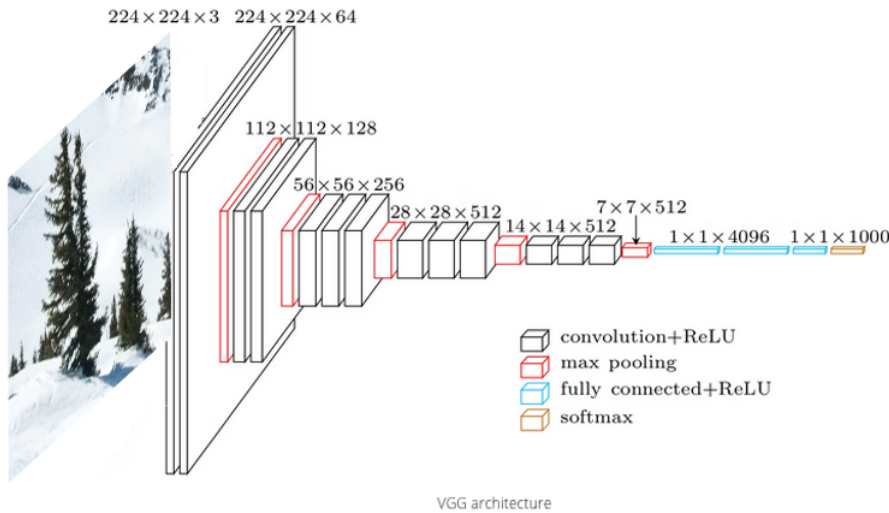 224×224×3
224×224×64
112×112×128
56×56×256
28×28×512
14×14×512
7×7×512
1×1×4096
1×1×1000
convolution+ReLU
max pooling
fully connected+ReLU
softmax
VGG architecture